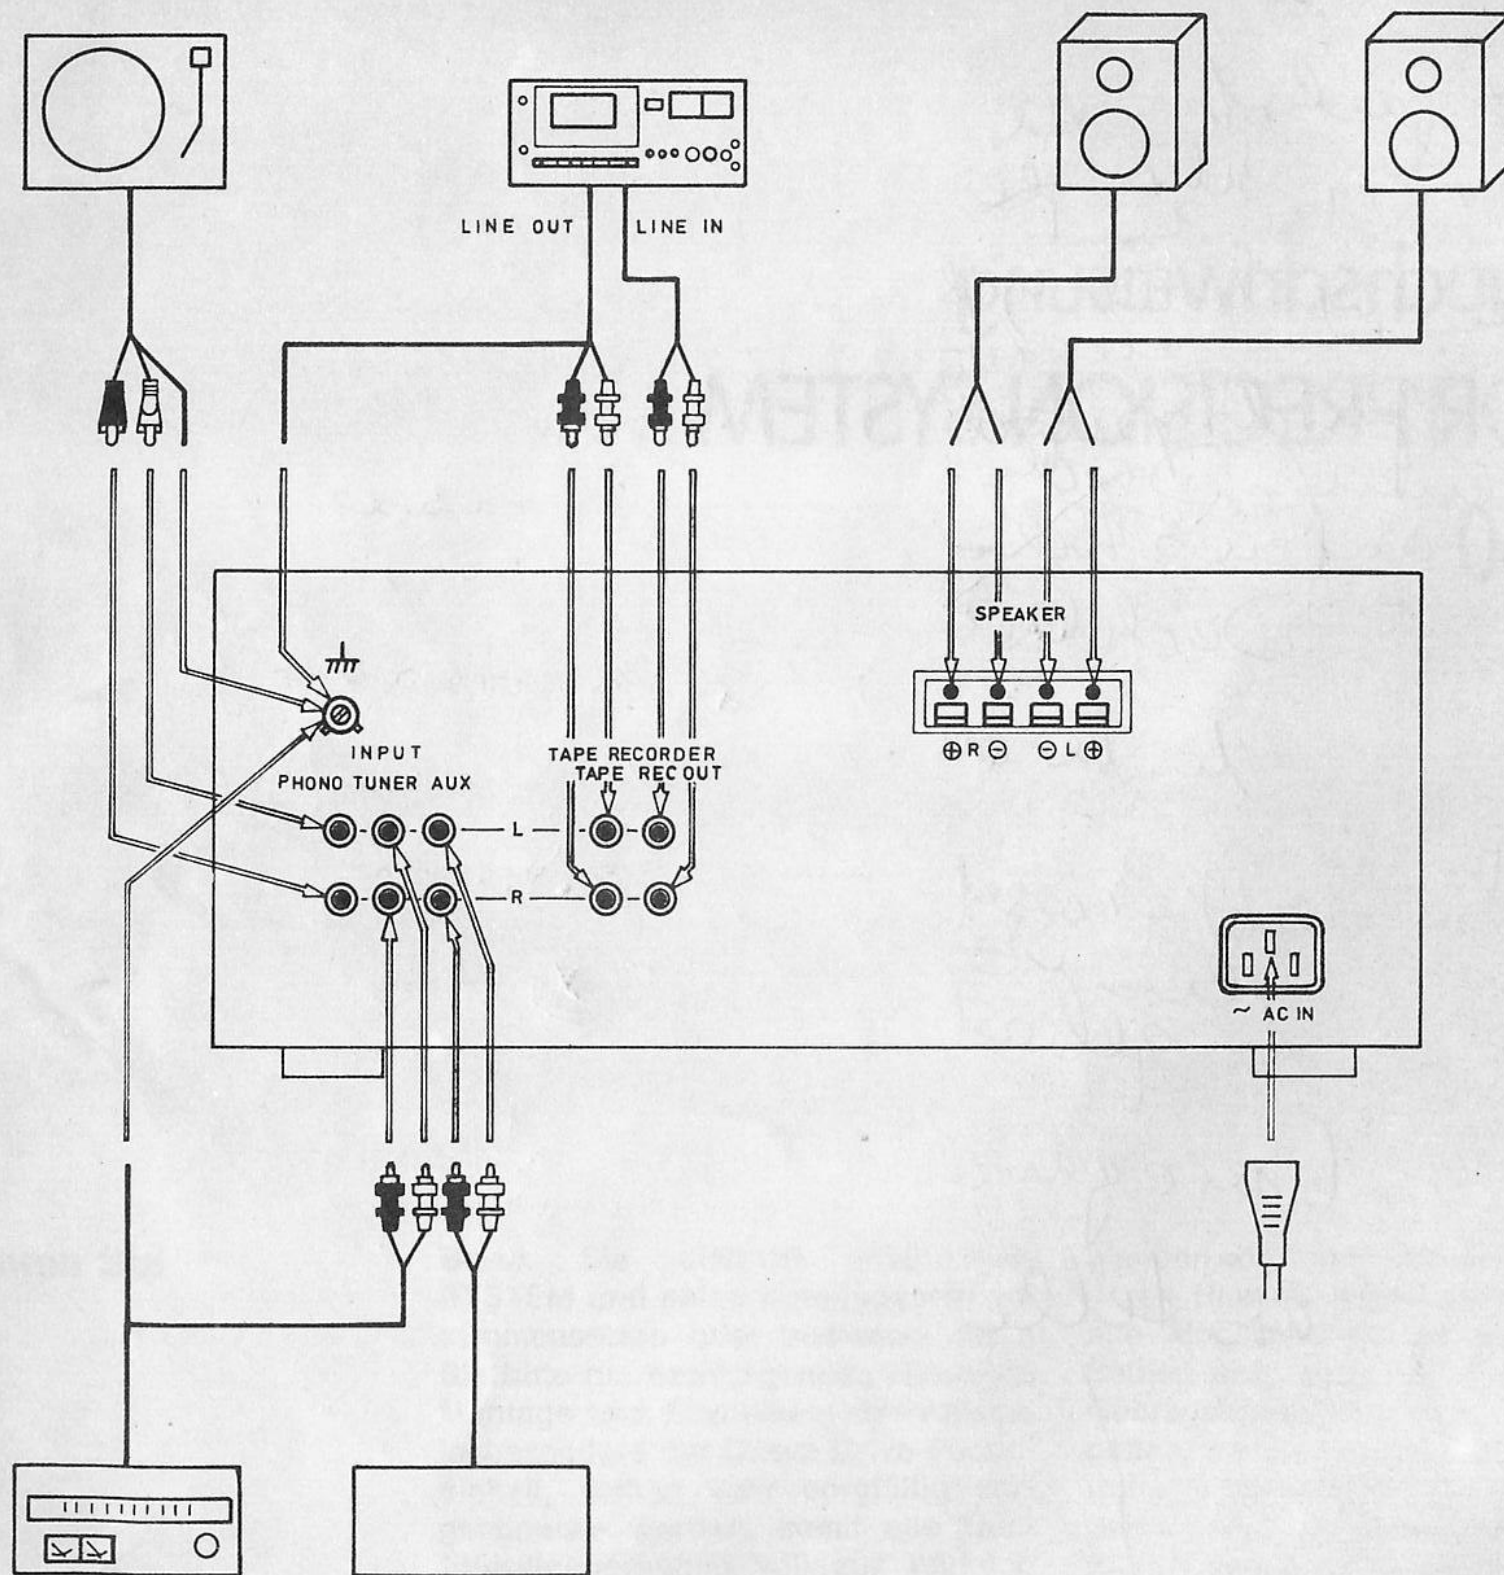 LINE OUT LINE IN
SPEAKER
⊕ R ⊖ ⊖ L ⊕
INPUT
PHONO TUNER AUX
TAPE RECORDER
TAPE REC OUT
L
R
~ AC IN